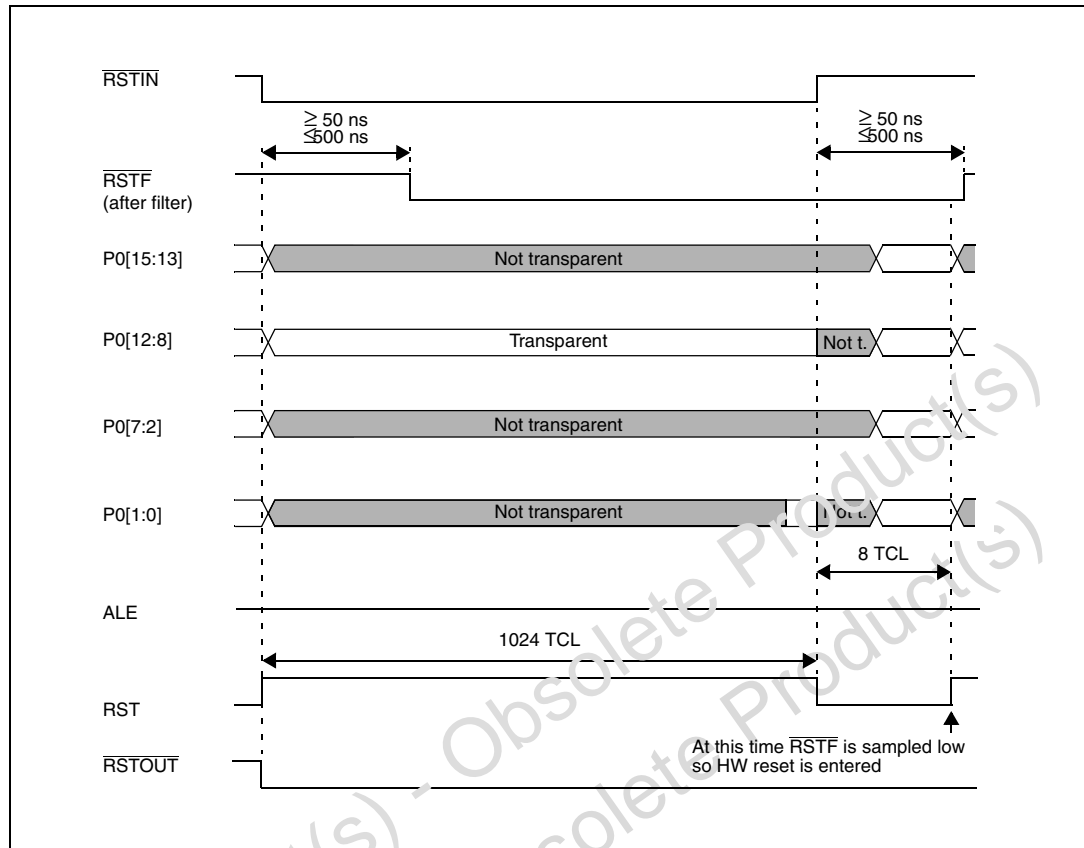 RSTIN
≥ 50 ns
≤500 ns
≥ 50 ns
≤500 ns
RSTF
(after filter)
P0[15:13]
Not transparent
P0[12:8]
Transparent
Not t.
P0[7:2]
Not transparent
P0[1:0]
Not transparent
Not t.
8 TCL
ALE
1024 TCL
RST
At this time RSTF is sampled low
so HW reset is entered
RSTOUT
Product(s)
(s) - Obsolete Product(s)
solete